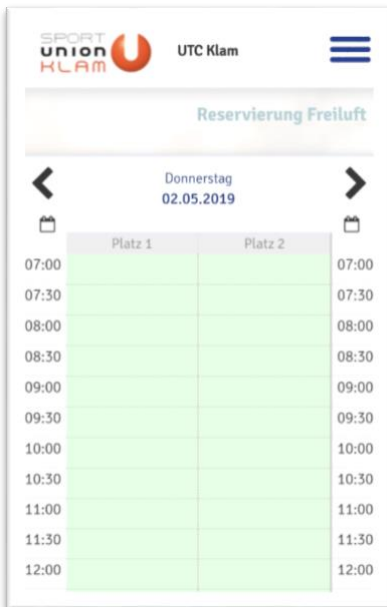 SPORT
union
KLAM
UTC Klam
Reservierung Freiluft
Donnerstag
02.05.2019
Platz 1 Platz 2
07:00 07:00
07:30 07:30
08:00 08:00
08:30 08:30
09:00 09:00
09:30 09:30
10:00 10:00
10:30 10:30
11:00 11:00
11:30 11:30
12:00 12:00